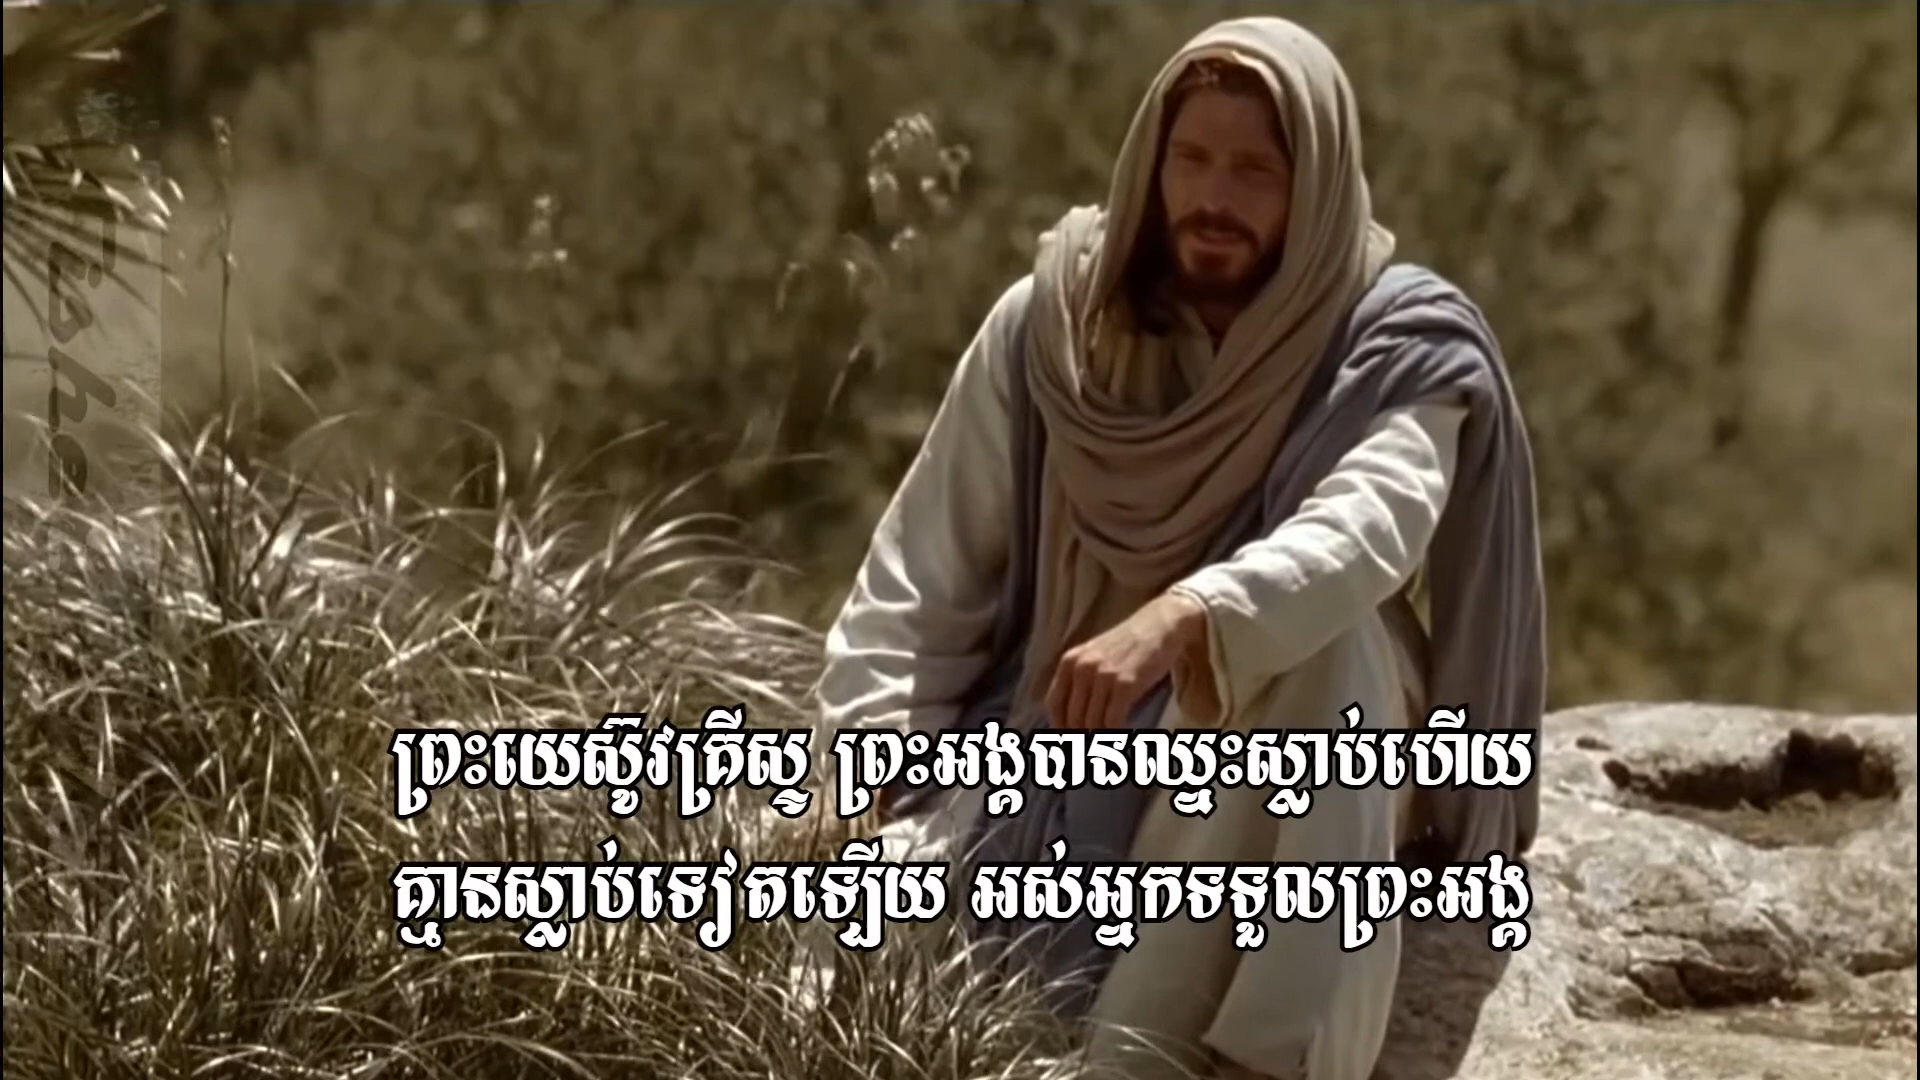 ព្រះយេស៊ូវគ្រីស្ទ ព្រះអង្គបានឈ្នះស្លាប់ហើយ
គ្មានស្លាប់ទៀតឡើយ អស់អ្នកទទួលព្រះអង្គ